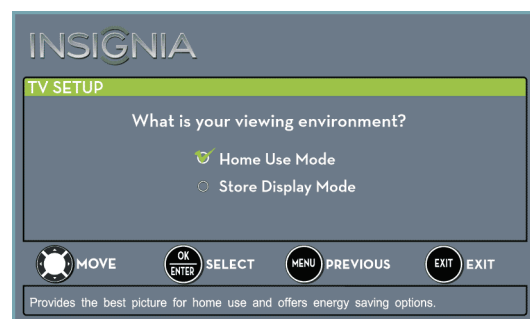 INSIGNIA
TV SETUP
What is your viewing environment?
Home Use Mode
Store Display Mode
MOVE OK ENTER SELECT MENU PREVIOUS EXIT EXIT
Provides the best picture for home use and offers energy saving options.